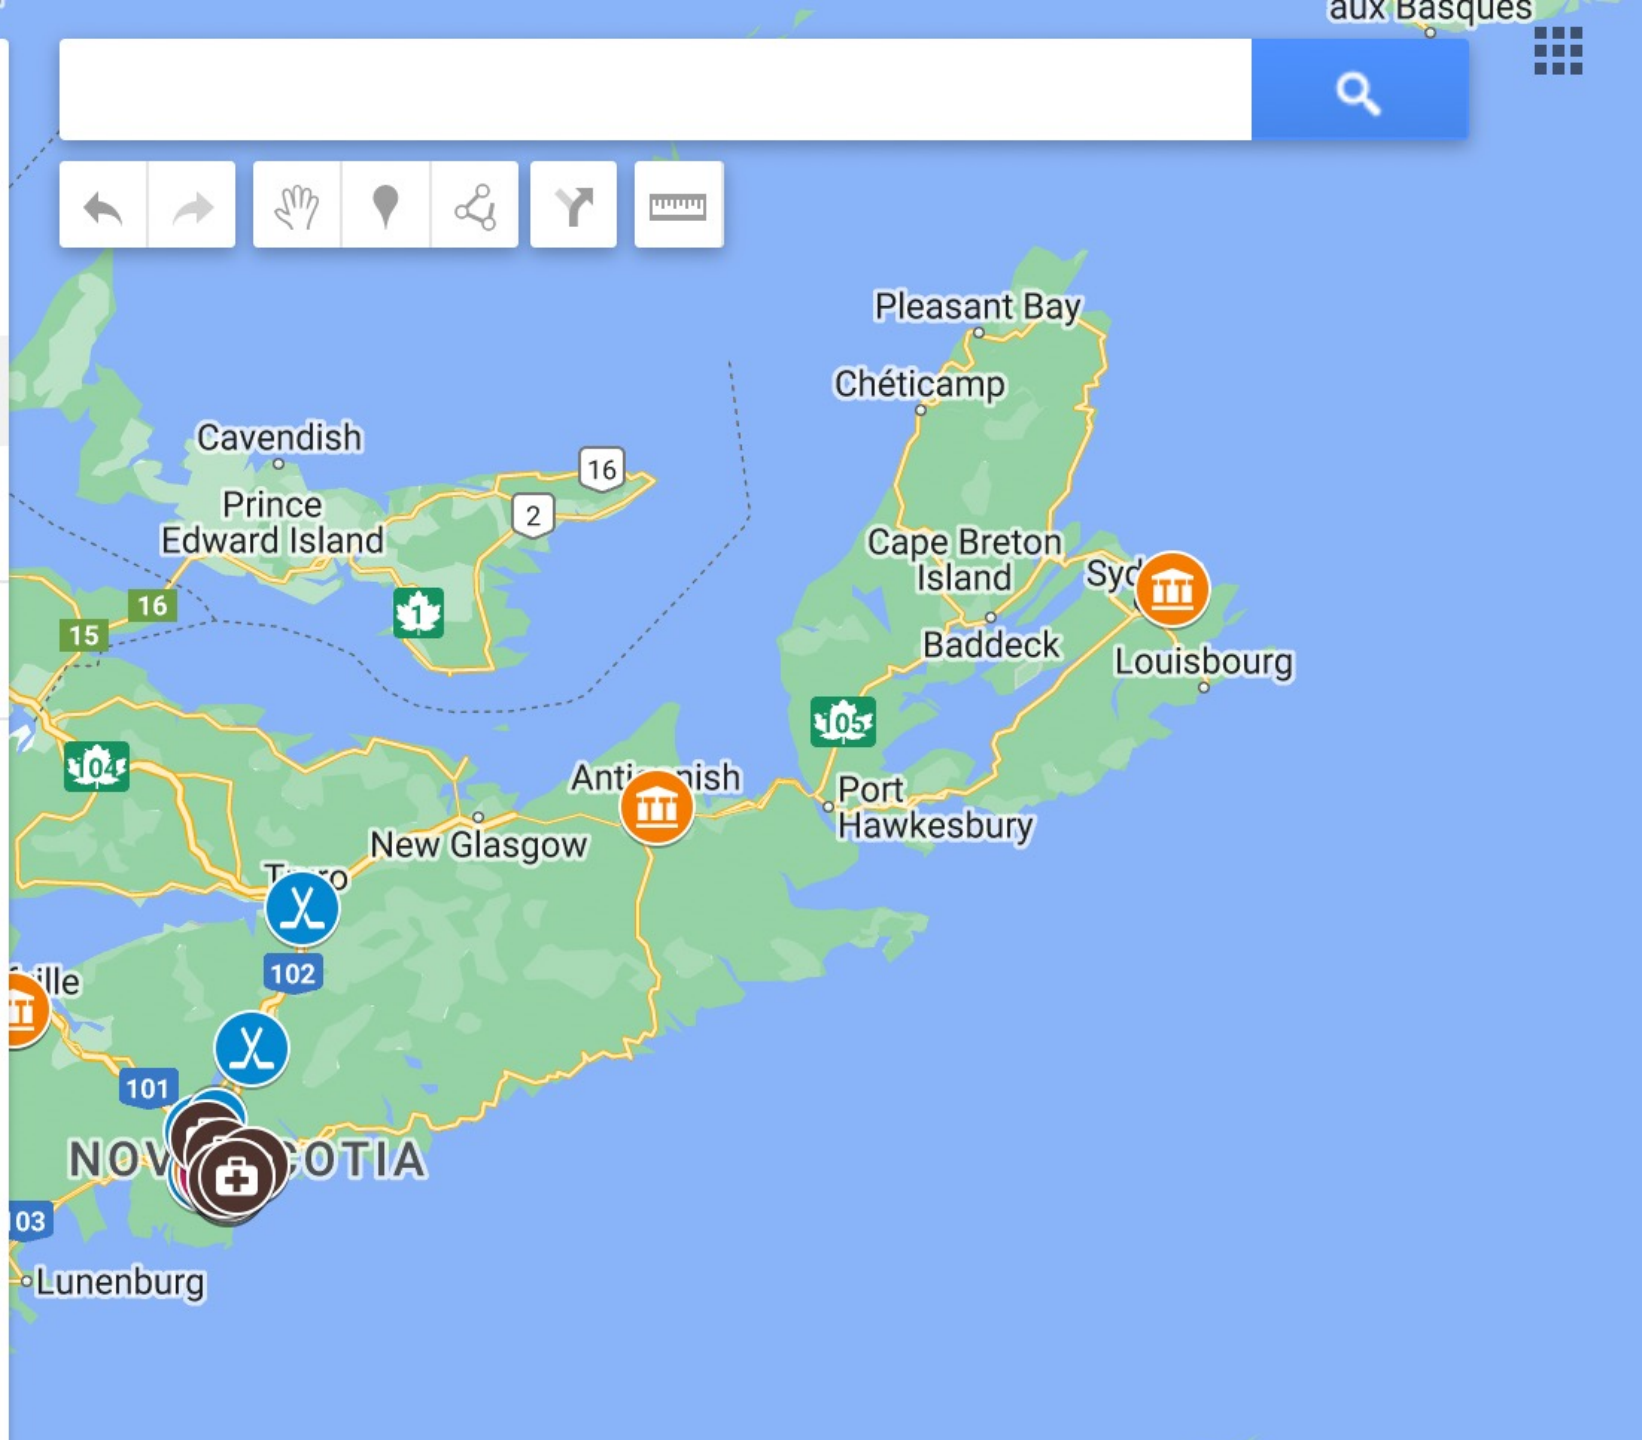 aux Basques
Pleasant Bay
Chéticamp
Cavendish
16
Prince
Edward Island
2
Cape Breton
Island
16
1
15
Baddeck
Louisbourg
105
104
Port
Hawkesbury
New Glasgow
102
101
Lunenburg